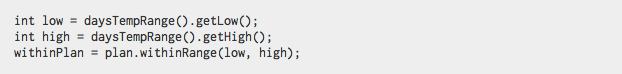 int low = daysTempRange().getLow();
int high = daysTempRange().getHigh();
withinPlan = plan.withinRange(low, high);